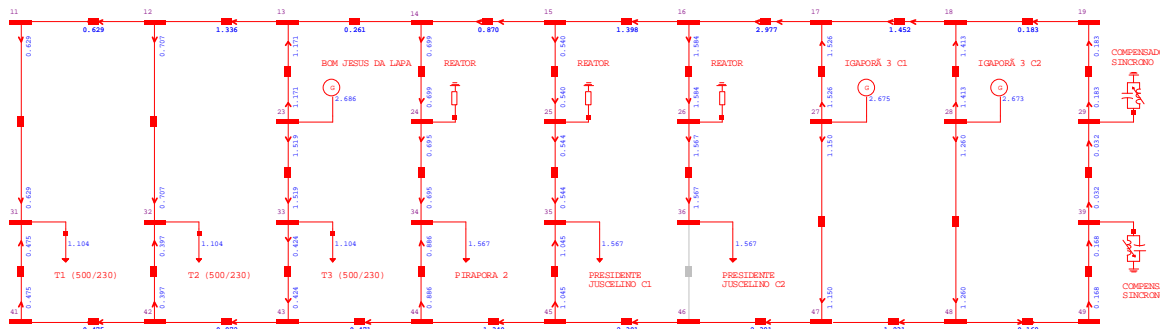 11 12 13 14 15 16 17 18 19
0.629 1.336 0.261 0.870 1.398 2.977 1.452 0.183
0.629 0.707 1.171 0.699 0.540 1.584 1.526 1.413 0.183
BOM JESUS DA LAPA REATOR REATOR REATOR IGAPORÃ 3 C1 IGAPORÃ 3 C2
SINCRONO
G G G
1.171 2.686 0.699 0.540 1.584 1.526 2.675 1.413 2.673 0.183
23 24 25 26 27 28 29
1.519 0.695 0.544 1.567 1.150 1.260 0.032
0.629 0.707 1.519 0.695 0.544 1.567 0.032
31 32 33 34 35 36 39
0.475 1.104 0.397 1.104 0.424 1.104 0.886 1.567 1.045 1.567 1.567 0.168
T1 (500/230) T2 (500/230) T3 (500/230) PIRAPORA 2 PRESIDENTE PRESIDENTE
JUSCELINO C1 JUSCELINO C2
0.475 0.397 0.424 0.886 1.045 1.150 1.260 0.168
41 42 43 44 45 46 47 48 49